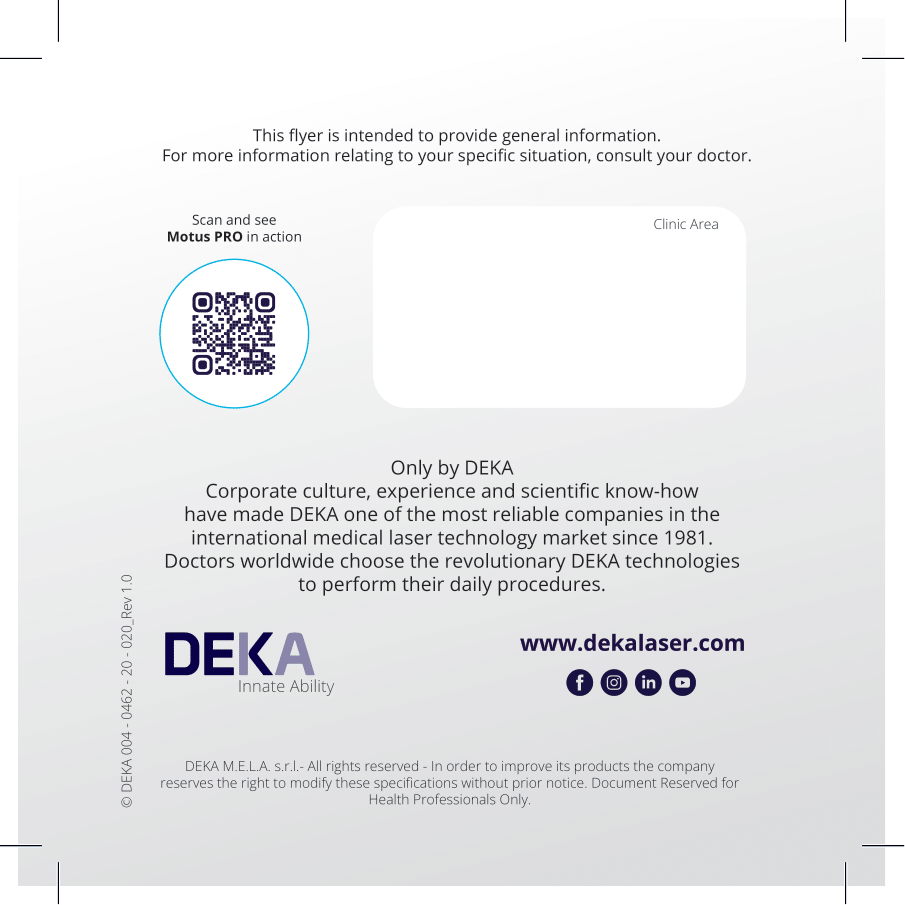 This flyer is intended to provide general information.
For more information relating to your specific situation, consult your doctor.
Scan and see
Motus PRO in action
Clinic Area
Only by DEKA
Corporate culture, experience and scientific know-how
have made DEKA one of the most reliable companies in the
international medical laser technology market since 1981.
Doctors worldwide choose the revolutionary DEKA technologies
to perform their daily procedures.
© DEKA 004 - 0462 - 20 - 020_Rev 1.0
DEKA
Innate Ability
www.dekalaser.com
DEKA M.E.L.A. s.r.l.- All rights reserved - In order to improve its products the company
reserves the right to modify these specifications without prior notice. Document Reserved for
Health Professionals Only.